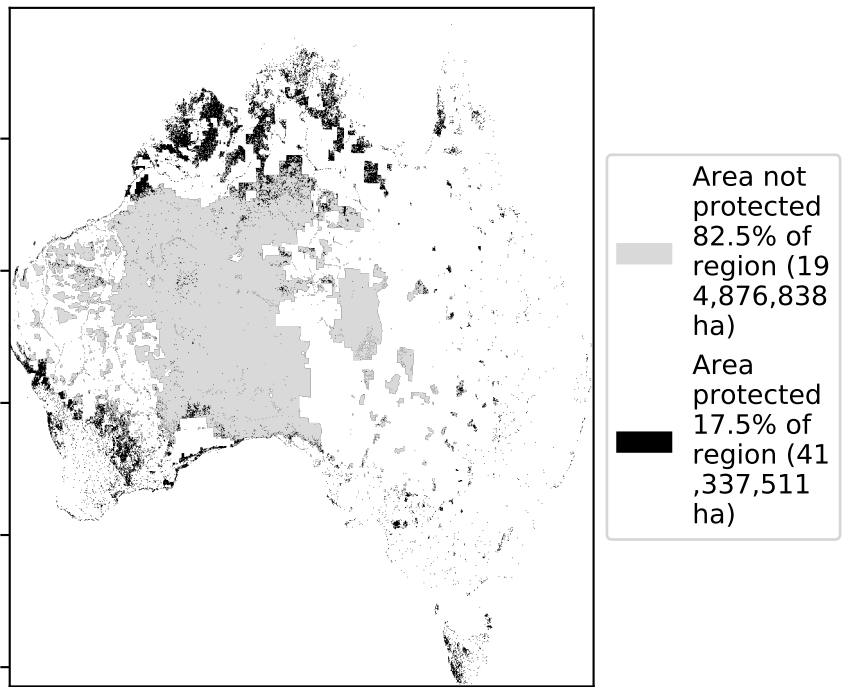 Area not
protected
82.5% of
region (19
4,876,838
ha)
Area
protected
17.5% of
region (41
,337,511
ha)